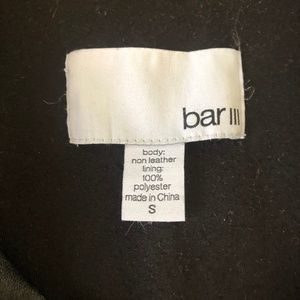 bar III
body:
non leather
lining:
100%
polyester
made in China
S